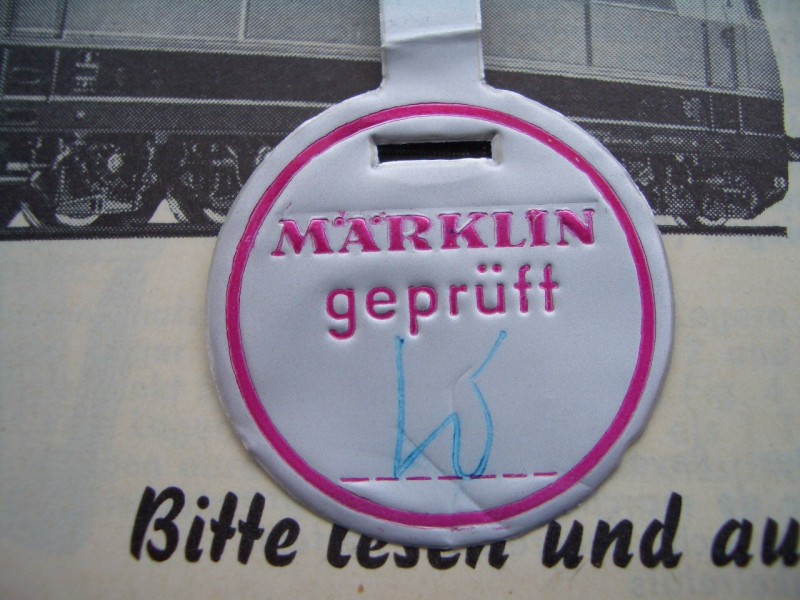 MÄRKLIN
geprüft
W
Bitte lesen und au